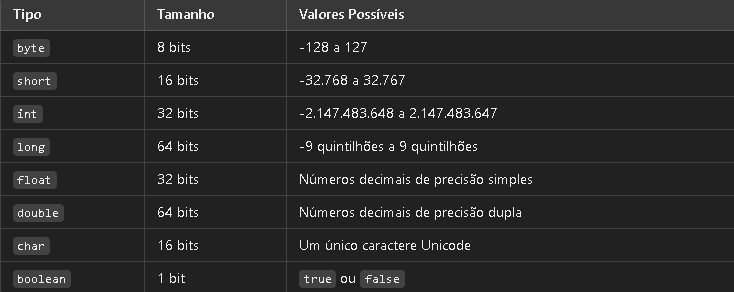 Tipo Tamanho Valores Possíveis
byte 8 bits -128 a 127
short 16 bits -32.768 a 32.767
int 32 bits -2.147.483.648 a 2.147.483.647
long 64 bits -9 quintilhões a 9 quintilhões
float 32 bits Números decimais de precisão simples
double 64 bits Números decimais de precisão dupla
char 16 bits Um único caractere Unicode
boolean 1 bit true ou false